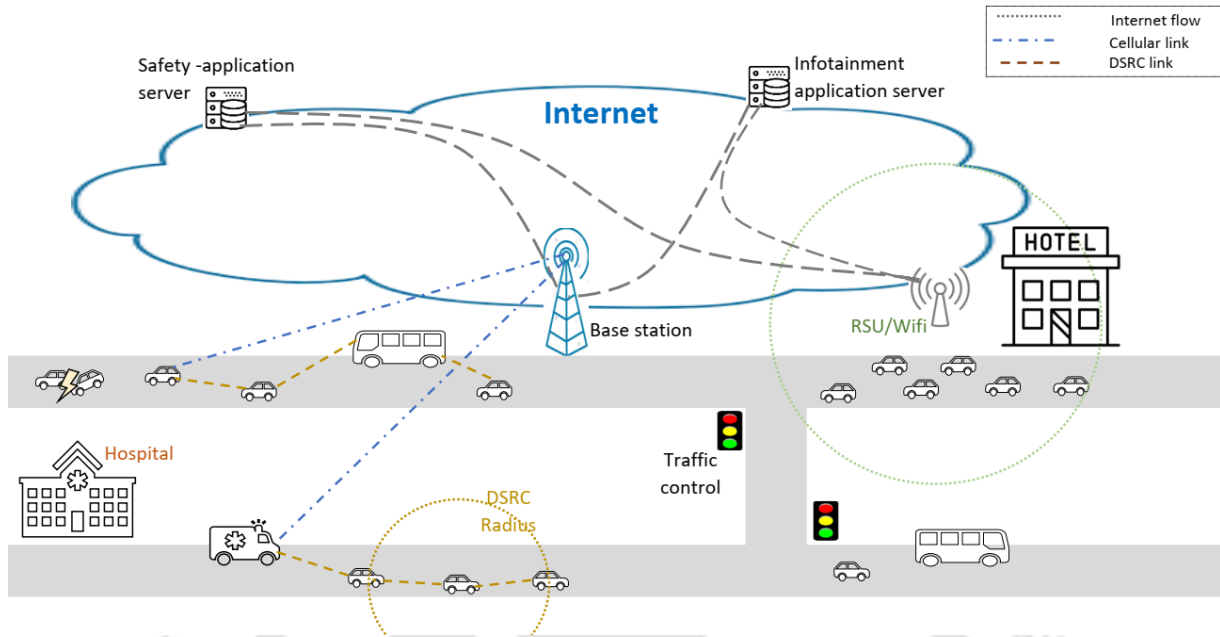 Internet flow
Cellular link
DSRC link
Safety -application
server
Infotainment
application server
Internet
HOTEL
RSU/Wifi
Base station
Hospital
Traffic
control
DSRC
Radius